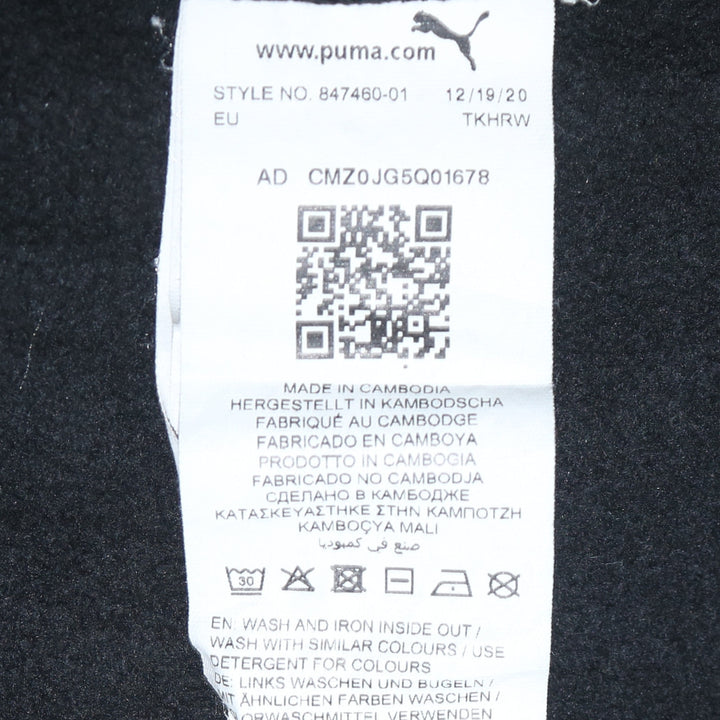 www.puma.com
STYLE NO. 847460-01 12/19/20
EU TKHRW
AD CMZ0JG5Q01678
MADE IN CAMBODIA
HERGESTELLT IN KAMBODSCHA
FABRIQUÉ AU CAMBODGE
FABRICADO EN CAMBOYA
PRODOTTO IN CAMBOGIA
FABRICADO NO CAMBODJA
СДЕЛАНО В КАМБОДЖЕ
ΚΑΤΑΣΚΕΥΑΣΤΗΚΕ ΣΤΗΝ ΚΑΜΠΟΤΖΗ
KAMBOÇYA MALI
صنع في كمبوديا
30
EN: WASH AND IRON INSIDE OUT /
WASH WITH SIMILAR COLOURS / USE
DETERGENT FOR COLOURS
DE: LINKS WASCHEN UND BÜGELN /
MIT ÄHNLICHEN FARBEN WASCHEN /
ORWASCHMITTEL VERWENDEN